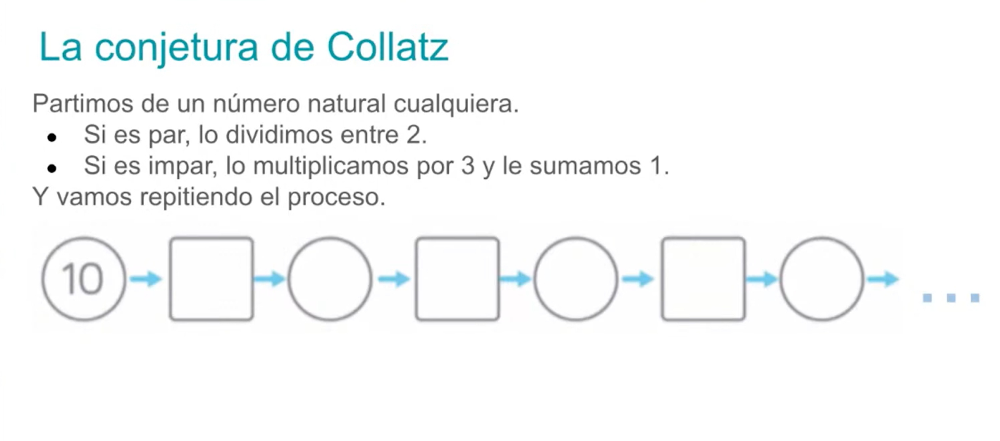 La conjetura de Collatz
Partimos de un número natural cualquiera.
● Si es par, lo dividimos entre 2.
● Si es impar, lo multiplicamos por 3 y le sumamos 1.
Y vamos repitiendo el proceso.
10